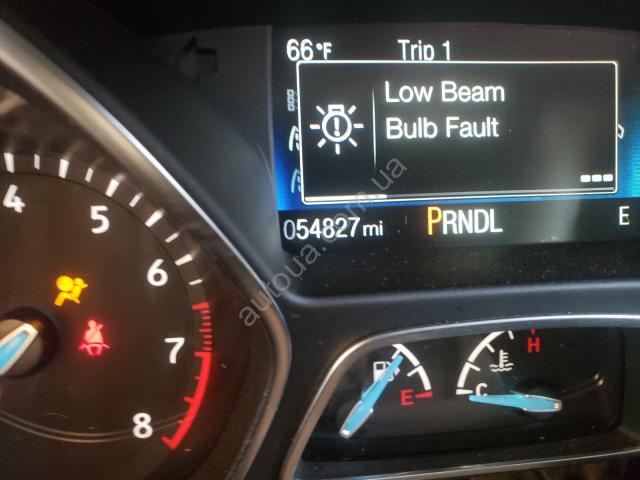 66°F Trip 1
Low Beam
Bulb Fault
054827 mi PRNDL E
4
5
6
7
8
E
C
H
autoua.com.ua